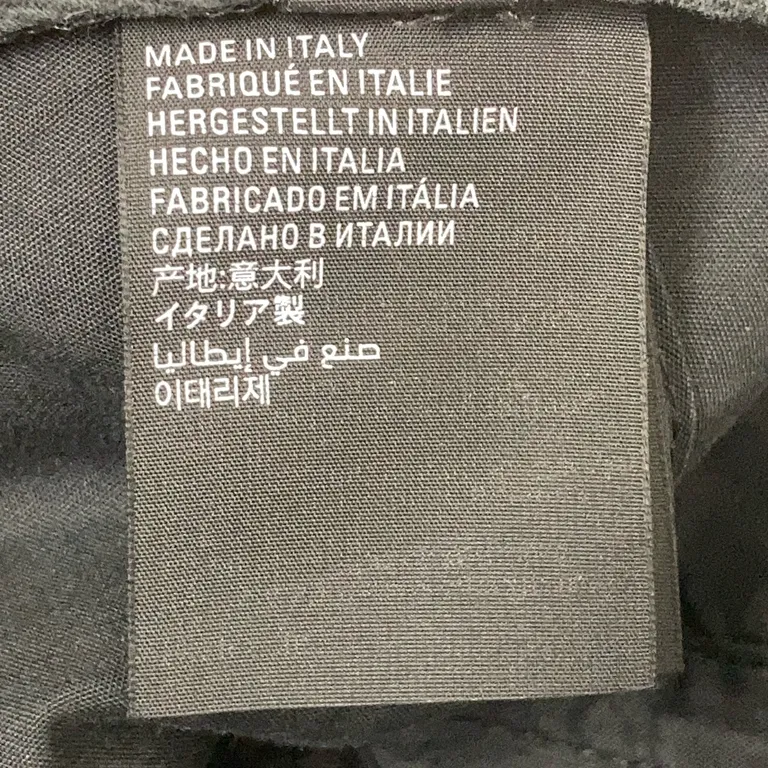 MADE IN ITALY
FABRIQUÉ EN ITALIE
HERGESTELLT IN ITALIEN
HECHO EN ITALIA
FABRICADO EM ITÁLIA
СДЕЛАНО В ИТАЛИИ
产地:意大利
イタリア製
صنع في إيطاليا
이태리제